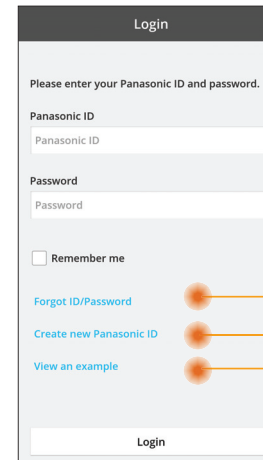 Login
Please enter your Panasonic ID and password.
Panasonic ID
Panasonic ID
Password
Password
Remember me
Forgot ID/Password
Create new Panasonic ID
View an example
Login